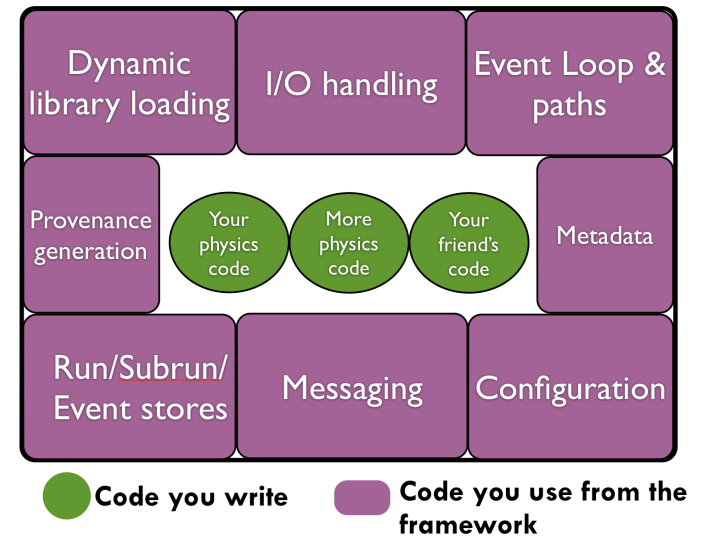 Dynamic
library loading
I/O handling
Event Loop &
paths
Provenance
generation
Your
physics
code
More
physics
code
Your
friend's
code
Metadata
Run/Subrun/
Event stores
Messaging
Configuration
Code you write
Code you use from the
framework